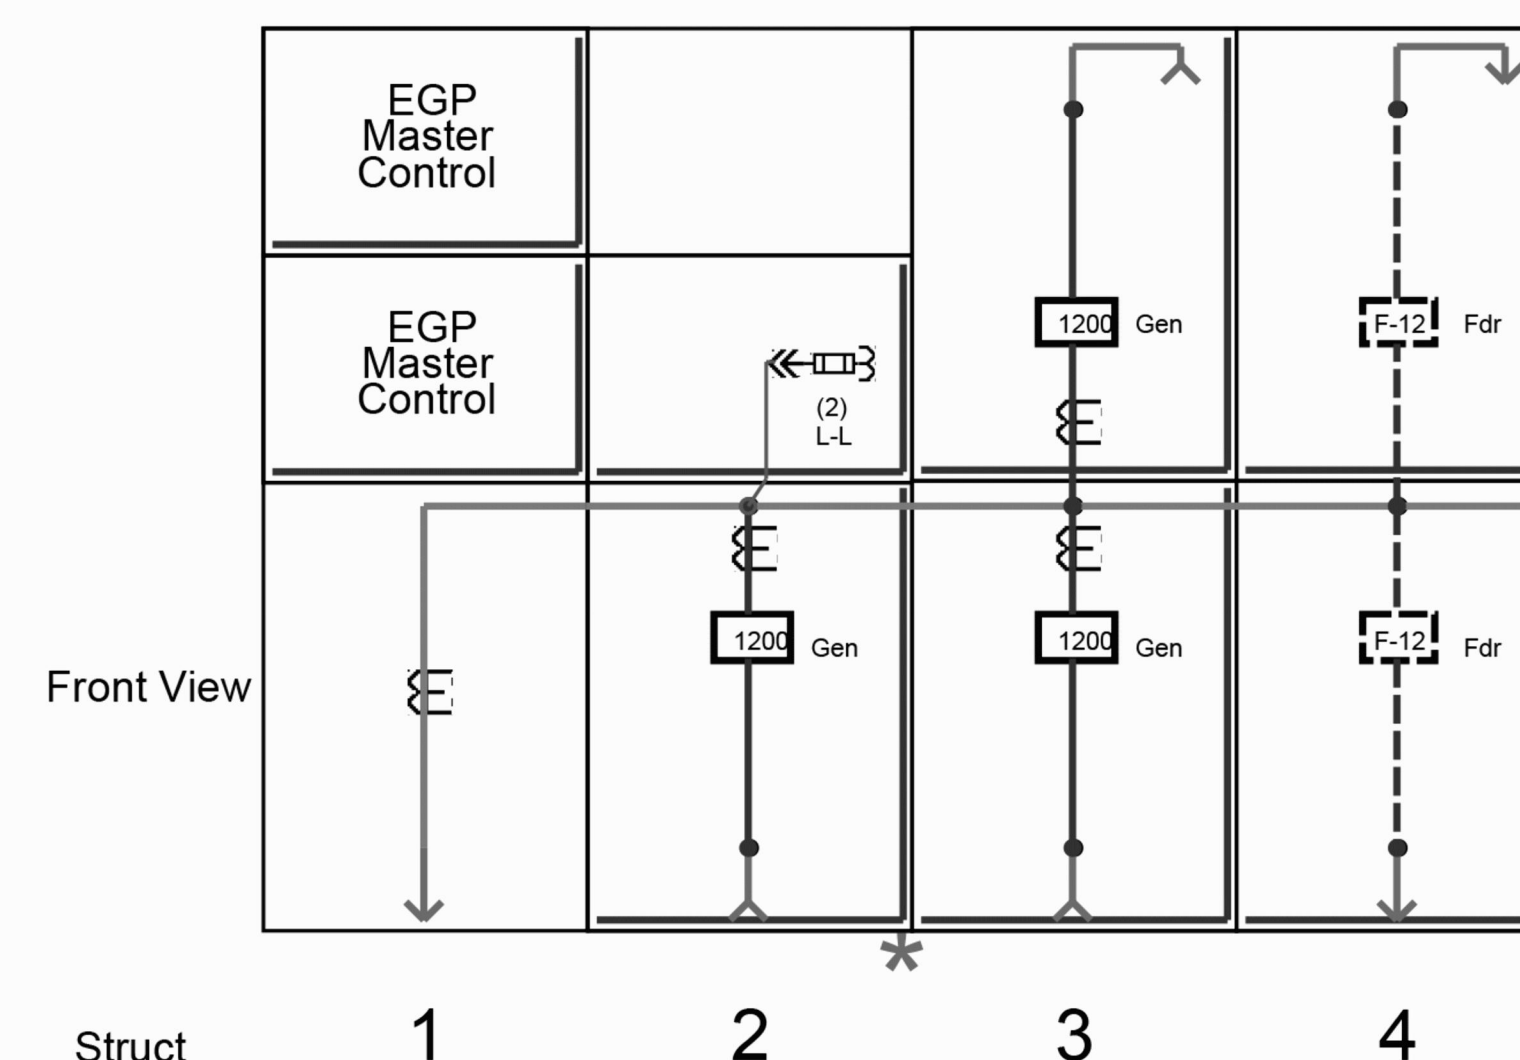 EGP
Master
Control
EGP
Master
Control
(2)
L-L
1200 Gen
F-12 Fdr
1200 Gen
1200 Gen
F-12 Fdr
Front View
*
Struct 1 2 3 4